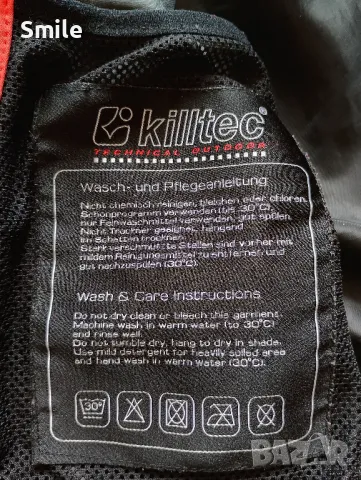 Smile
killtec®
TECHNICAL OUTDOOR
Wasch- und Pflegeanleitung
Nicht chemisch reinigen, bleichen oder chloren.
Schonprogramm verwenden (bis 30°C)
nur Feinwaschmittel verwenden, gut spülen.
Nicht Trockner geeignet, hängend
im Schatten trocknen
Stark verschmutzte Stellen sind vorher mit
mildem Reinigungsmittel zu entfernen und
gut nachzuspülen (30°C).
Wash & Care Instructions
Do not dry clean or bleech this garment.
Machine wash in warm water (to 30°C)
and rinse well.
Do not tumble dry, hang to dry in shade.
Use mild detergent for heavily soiled area
and hand wash in warm water (30°C).
30°
BAZAR